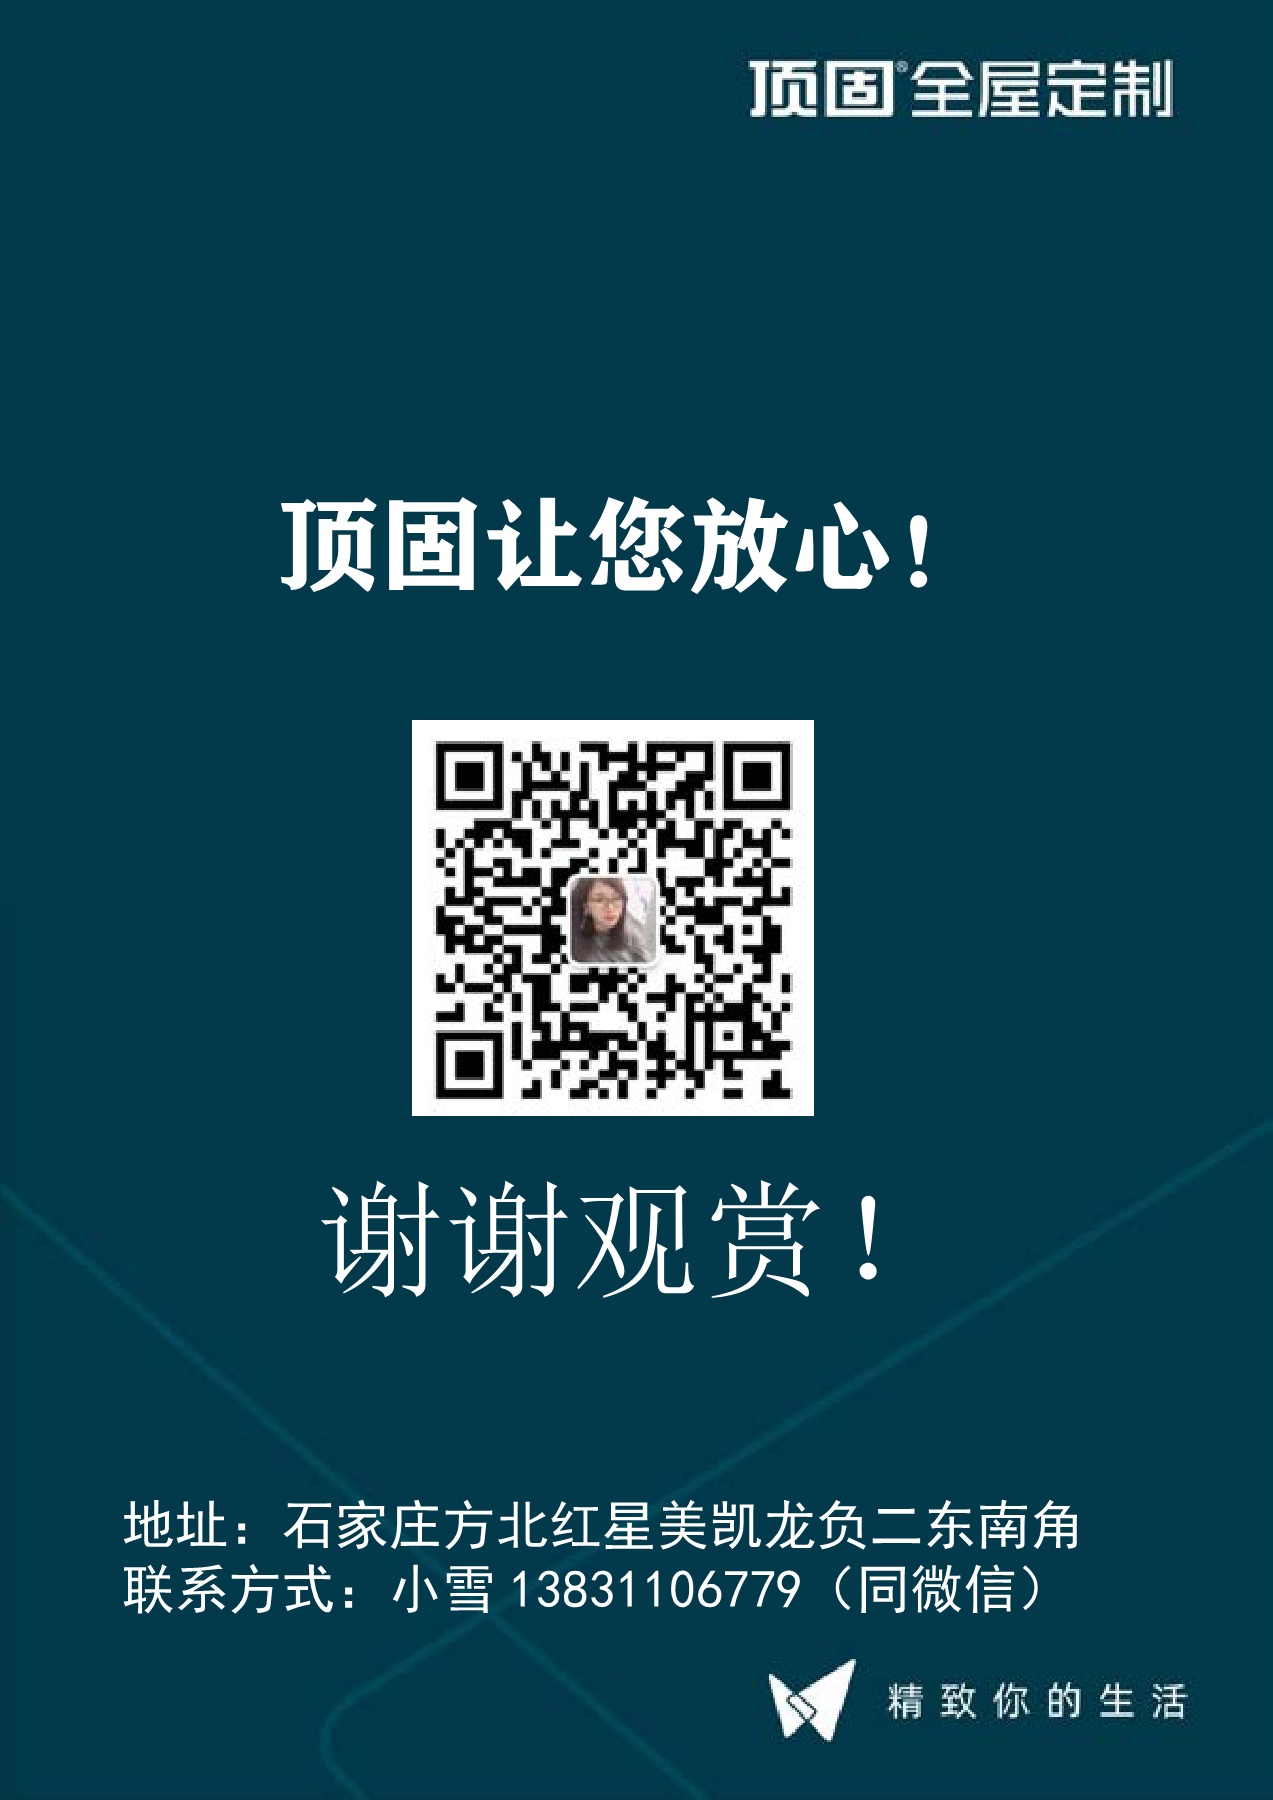 顶固®全屋定制
顶固让您放心！
谢谢观赏！
地址：石家庄方北红星美凯龙负二东南角
联系方式：小雪 13831106779（同微信）
精致你的生活